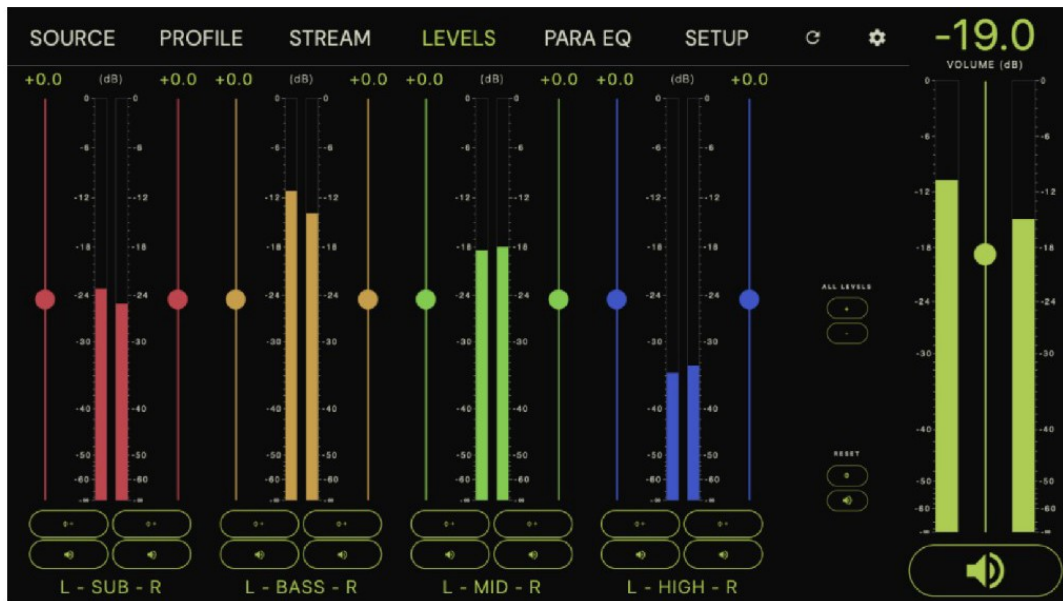 SOURCE PROFILE STREAM LEVELS PARA EQ SETUP
-19.0
VOLUME (dB)
+0.0 (dB) +0.0 +0.0 (dB) +0.0 +0.0 (dB) +0.0 +0.0 (dB) +0.0
0 0 0 0 0 0 0 0 0 0
-6 -6 -6 -6 -6 -6 -6 -6 -6 -6
-12 -12 -12 -12 -12 -12 -12 -12 -12 -12
-18 -18 -18 -18 -18 -18 -18 -18 -18 -18
-24 -24 -24 -24 -24 -24 -24 -24 -24 -24
-30 -30 -30 -30 -30 -30 -30 -30 -30 -30
-40 -40 -40 -40 -40 -40 -40 -40 -40 -40
-50 -50 -50 -50 -50 -50 -50 -50 -50 -50
-60 -60 -60 -60 -60 -60 -60 -60 -60 -60
-∞ -∞ -∞ -∞ -∞ -∞ -∞ -∞ -∞ -∞
ALL LEVELS
+
-
RESET
0
L - SUB - R L - BASS - R L - MID - R L - HIGH - R